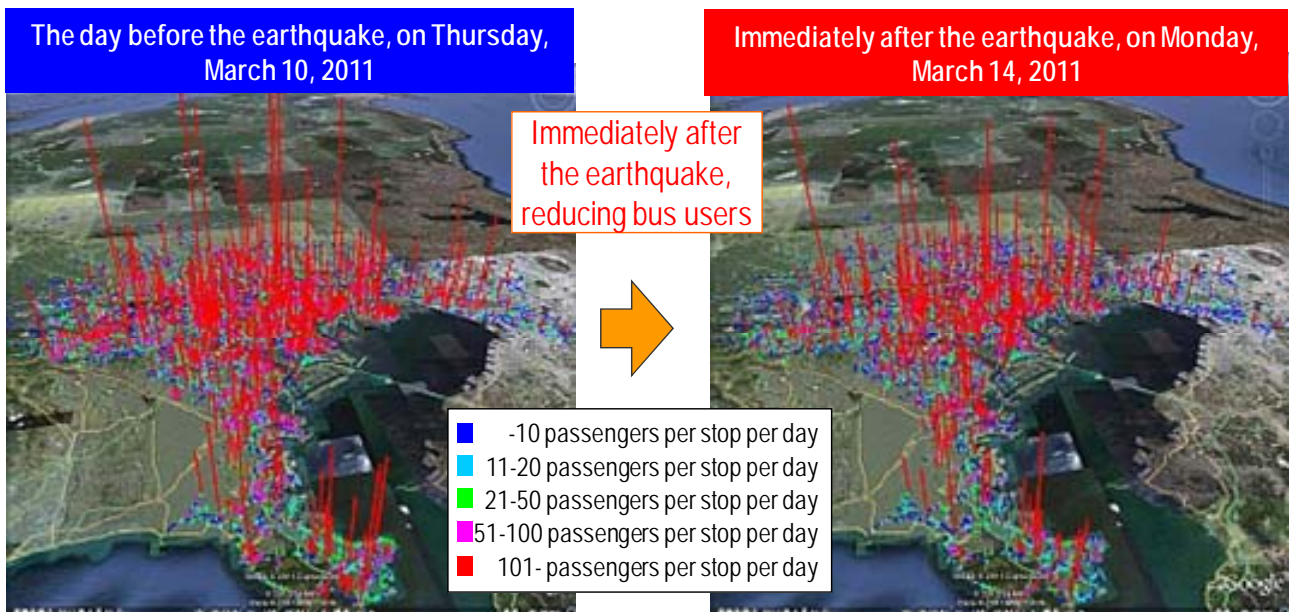 The day before the earthquake, on Thursday,
March 10, 2011
Immediately after the earthquake, on Monday,
March 14, 2011
Immediately after
the earthquake,
reducing bus users
-10 passengers per stop per day
11-20 passengers per stop per day
21-50 passengers per stop per day
51-100 passengers per stop per day
101- passengers per stop per day
Google